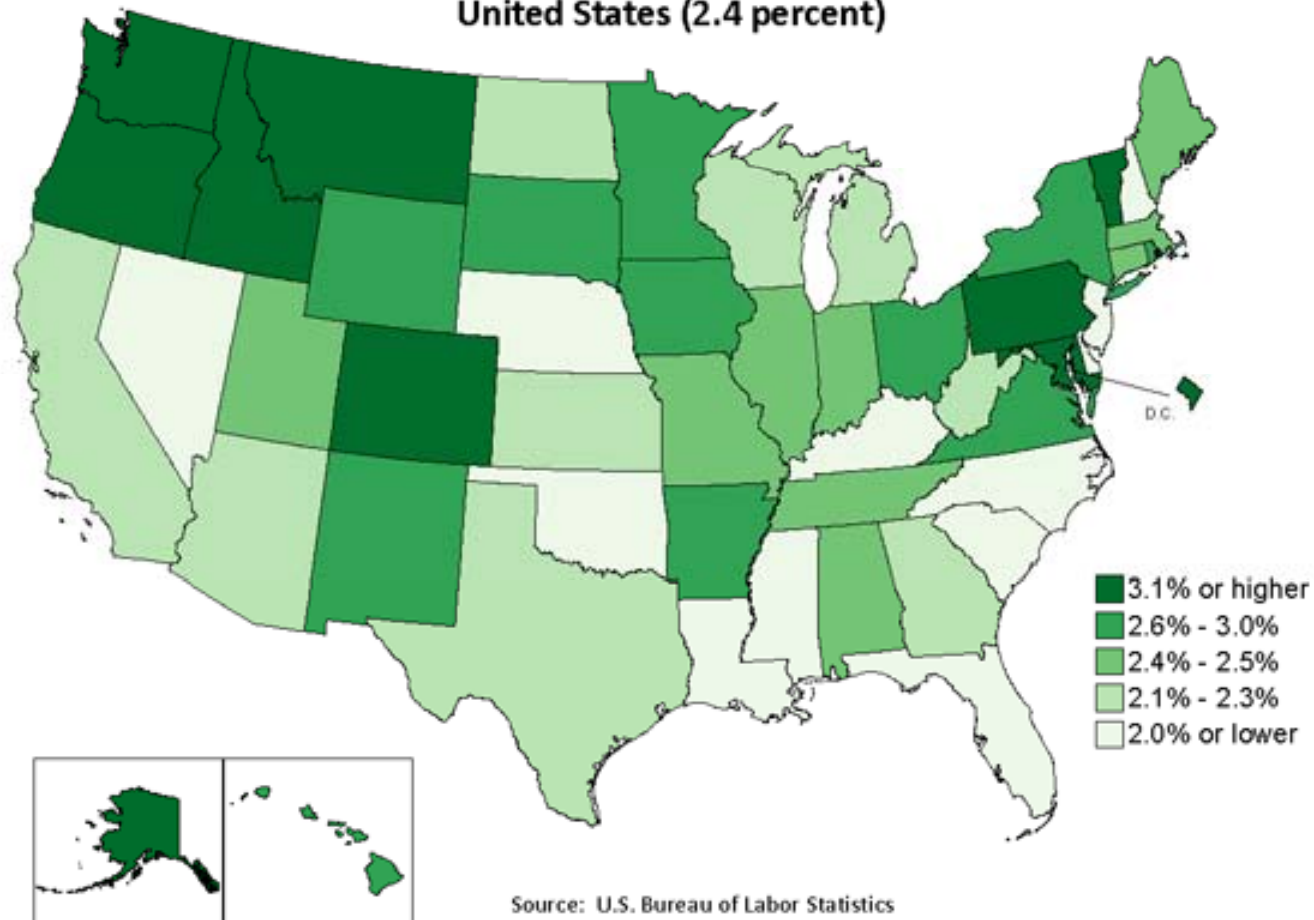 United States (2.4 percent)
D.C.
3.1% or higher
2.6% - 3.0%
2.4% - 2.5%
2.1% - 2.3%
2.0% or lower
Source: U.S. Bureau of Labor Statistics